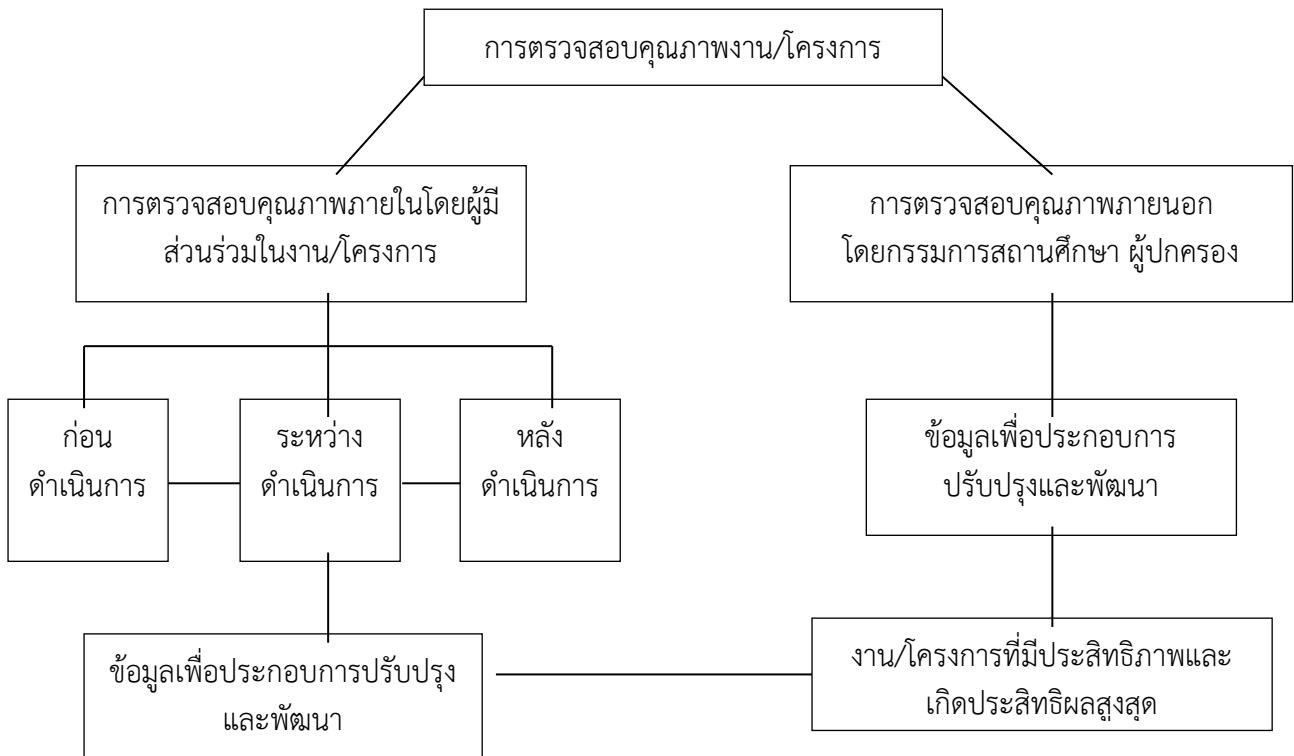 การตรวจสอบคุณภาพงาน/โครงการ
การตรวจสอบคุณภาพภายในโดยผู้มี
ส่วนร่วมในงาน/โครงการ
การตรวจสอบคุณภาพภายนอก
โดยกรรมการสถานศึกษา ผู้ปกครอง
ก่อน
ดำเนินการ
ระหว่าง
ดำเนินการ
หลัง
ดำเนินการ
ข้อมูลเพื่อประกอบการ
ปรับปรุงและพัฒนา
ข้อมูลเพื่อประกอบการปรับปรุง
และพัฒนา
งาน/โครงการที่มีประสิทธิภาพและ
เกิดประสิทธิผลสูงสุด